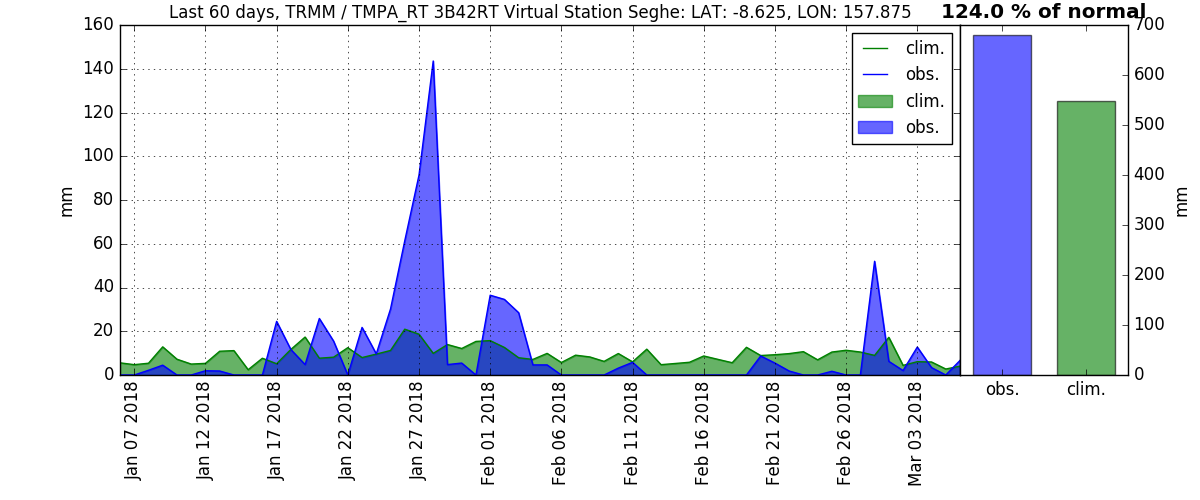 Last 60 days, TRMM / TMPA_RT 3B42RT Virtual Station Seghe: LAT: -8.625, LON: 157.875
124.0 % of normal
160
140
120
100
80
60
40
20
0
mm
clim.
obs.
clim.
obs.
Jan 07 2018
Jan 12 2018
Jan 17 2018
Jan 22 2018
Jan 27 2018
Feb 01 2018
Feb 06 2018
Feb 11 2018
Feb 16 2018
Feb 21 2018
Feb 26 2018
Mar 03 2018
700
600
500
400
300
200
100
0
mm
obs.
clim.